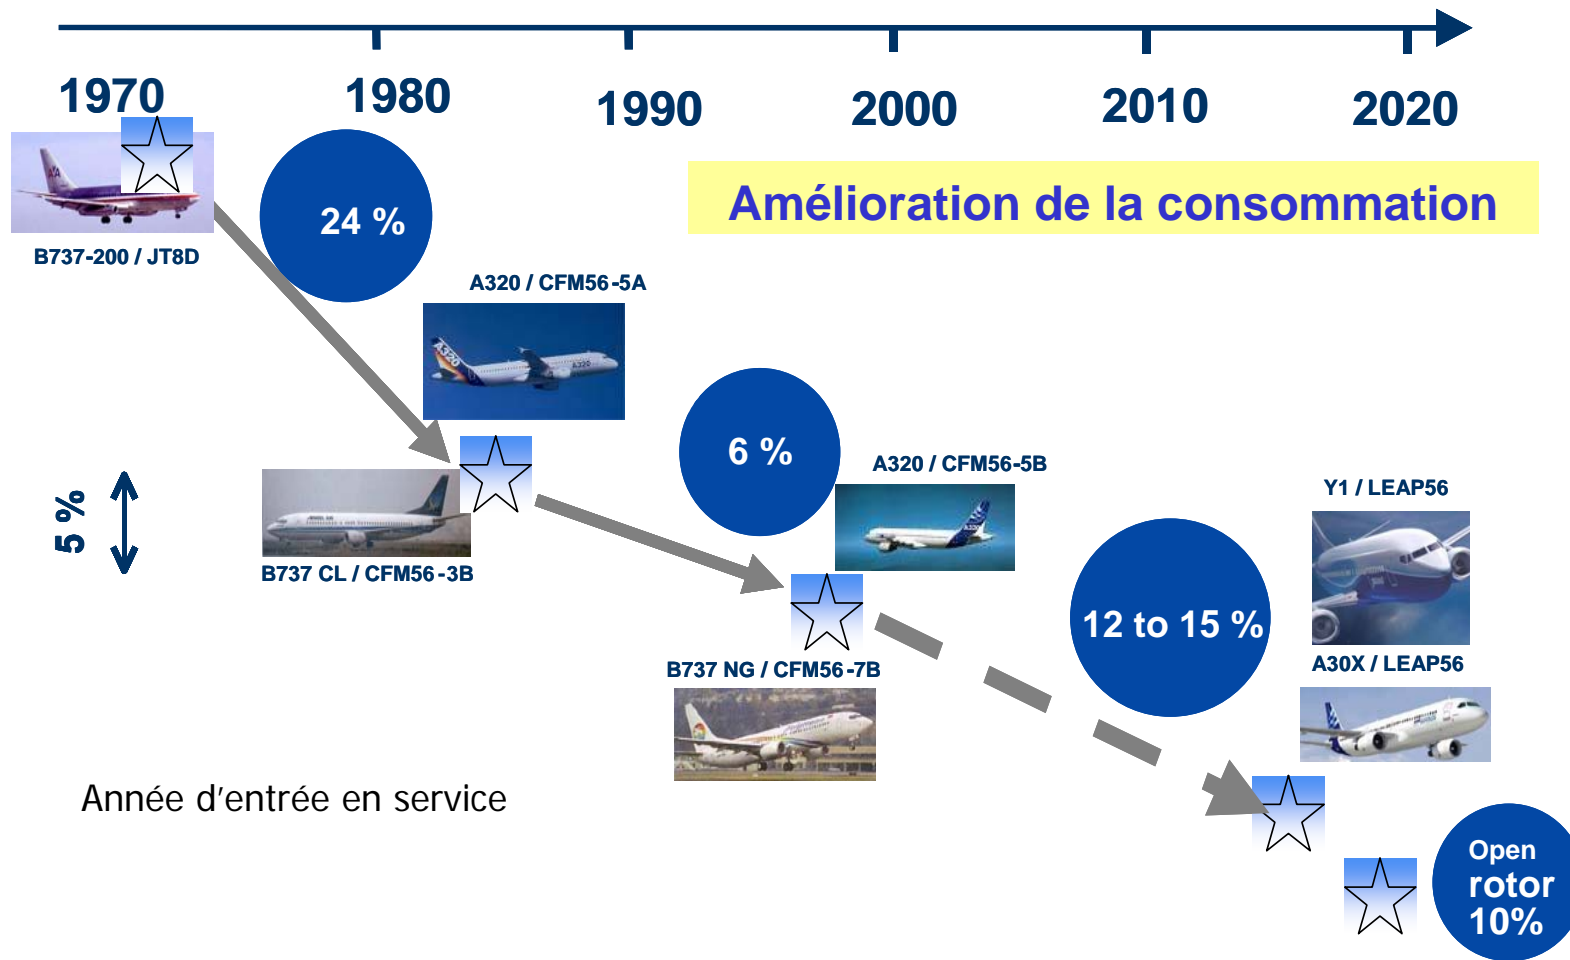 1970
1980
1990
2000
2010
2020
Amélioration de la consommation
24 %
B737-200 / JT8D
A320 / CFM56-5A
A320
A320
6 %
A320 / CFM56-5B
Y1 / LEAP56
5 %
B737 CL / CFM56-3B
12 to 15 %
B737 NG / CFM56-7B
A30X / LEAP56
Année d'entrée en service
Open
rotor
10%